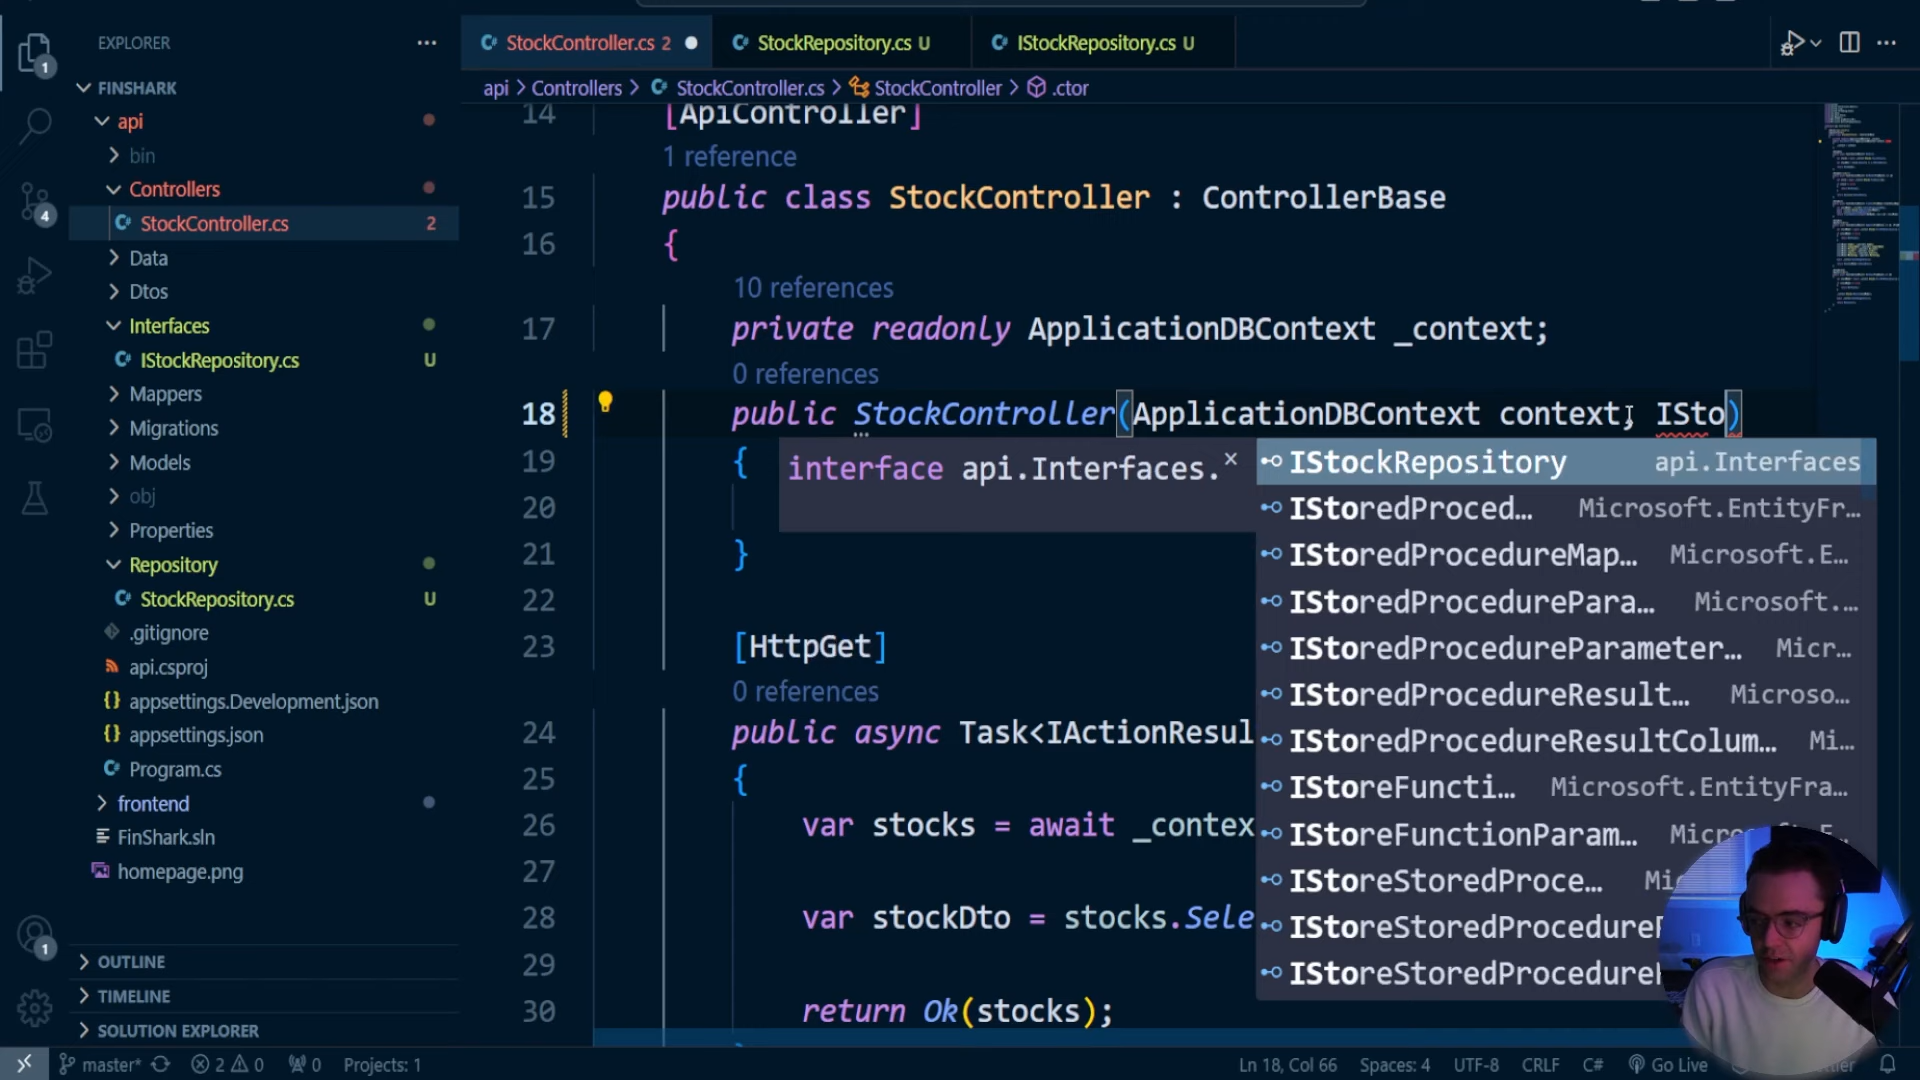 EXPLORER
FINSHARK
api
bin
Controllers
StockController.cs 2
Data
Dtos
Interfaces
IStockRepository.cs U
Mappers
Migrations
Models
obj
Properties
Repository
StockRepository.cs U
.gitignore
api.csproj
appsettings.Development.json
appsettings.json
Program.cs
frontend
FinShark.sln
homepage.png
OUTLINE
TIMELINE
SOLUTION EXPLORER
1
4
1
StockController.cs 2
StockRepository.cs U
IStockRepository.cs U
api > Controllers > StockController.cs > StockController > .ctor
14 [ApiController]
1 reference
15 public class StockController : ControllerBase
16 {
10 references
17 private readonly ApplicationDBContext _context;
0 references
18 public StockController(ApplicationDBContext context, ISto)
19 {
20
21 }
22
23 [HttpGet]
0 references
24 public async Task<IActionResul
25 {
26 var stocks = await _contex
27
28 var stockDto = stocks.Sele
29
30 return Ok(stocks);
interface api.Interfaces.
IStockRepository api.Interfaces
IStoredProced… Microsoft.EntityFr…
IStoredProcedureMap… Microsoft.E…
IStoredProcedurePara… Microsoft.…
IStoredProcedureParameter… Micr…
IStoredProcedureResult… Microso…
IStoredProcedureResultColum… Mi…
IStoreFuncti… Microsoft.EntityFra…
IStoreFunctionParam…
IStoreStoredProce…
IStoreStoredProcedure
IStoreStoredProcedure
master* 2 0 0 Projects: 1
Ln 18, Col 66 Spaces: 4 UTF-8 CRLF C# Go Live